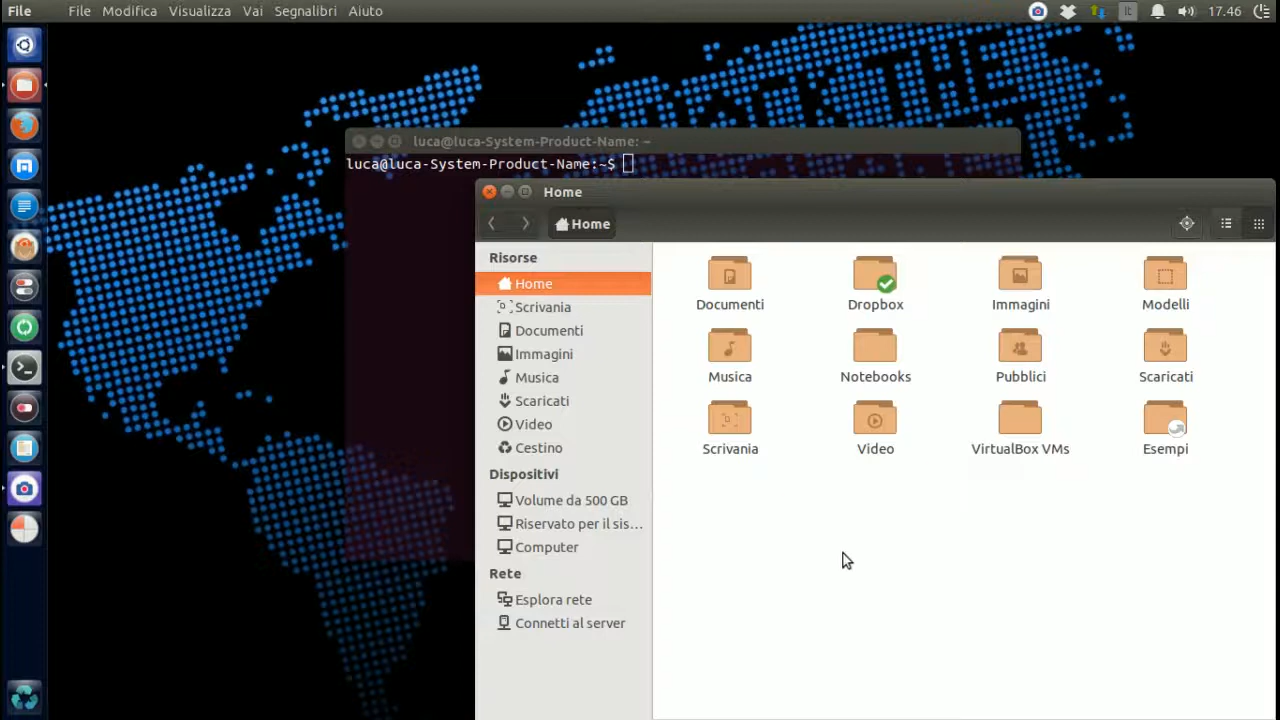 File File Modifica Visualizza Vai Segnalibri Aiuto It 17.46
luca@luca-System-Product-Name: ~
luca@luca-System-Product-Name:~$
Home
Home
Risorse
Home
Scrivania
Documenti
Immagini
Musica
Scaricati
Video
Cestino
Dispositivi
Volume da 500 GB
Riservato per il sis...
Computer
Rete
Esplora rete
Connetti al server
Documenti Dropbox Immagini Modelli
Musica Notebooks Pubblici Scaricati
Scrivania Video VirtualBox VMs Esempi